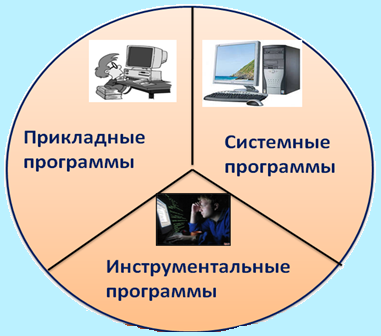 Прикладные
программы
Системные
программы
Инструментальные
программы